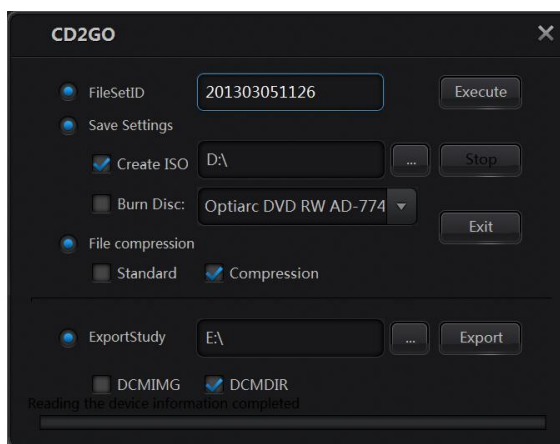 CD2GO
FileSetID 201303051126 Execute
Save Settings
Create ISO D:\ ... Stop
Burn Disc: Optiarc DVD RW AD-774
Exit
File compression
Standard Compression
ExportStudy E:\ ... Export
DCMIMG DCMDIR
Reading the device information completed